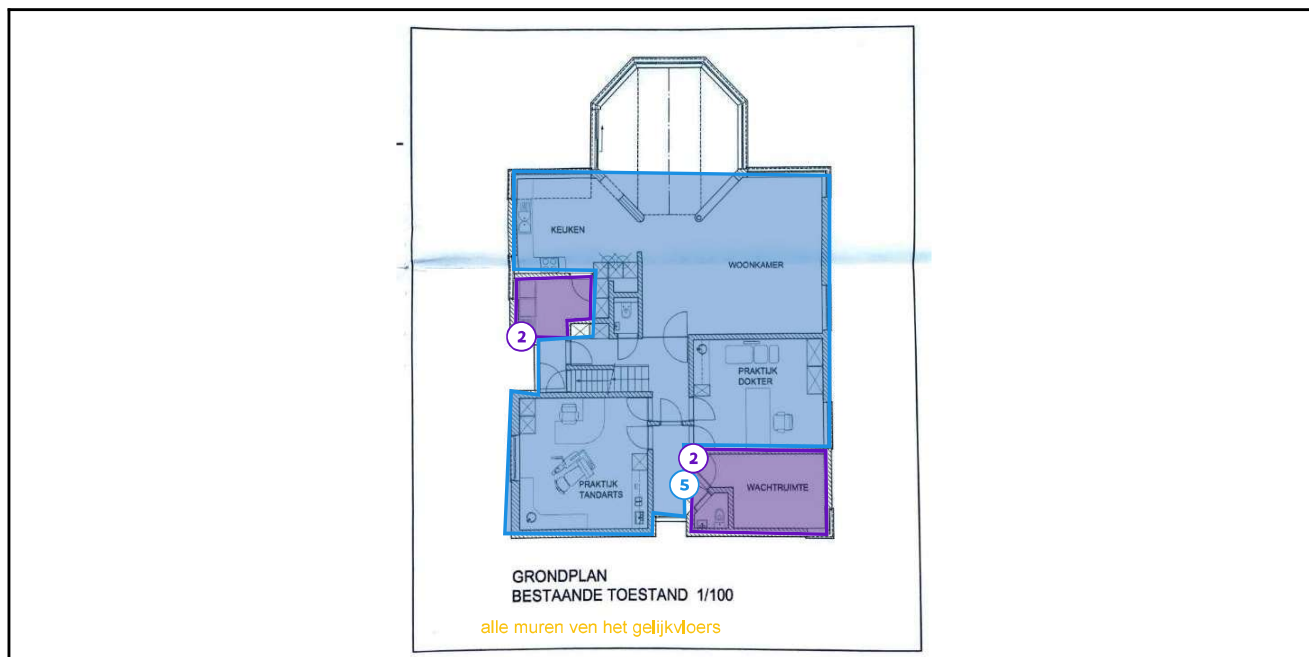 KEUKEN
WOONKAMER
2
PRAKTIJK
DOKTER
2
5
WACHTRUIMTE
PRAKTIJK
TANDARTS
GRONDPLAN
BESTAANDE TOESTAND 1/100
alle muren ven het gelijkvloers